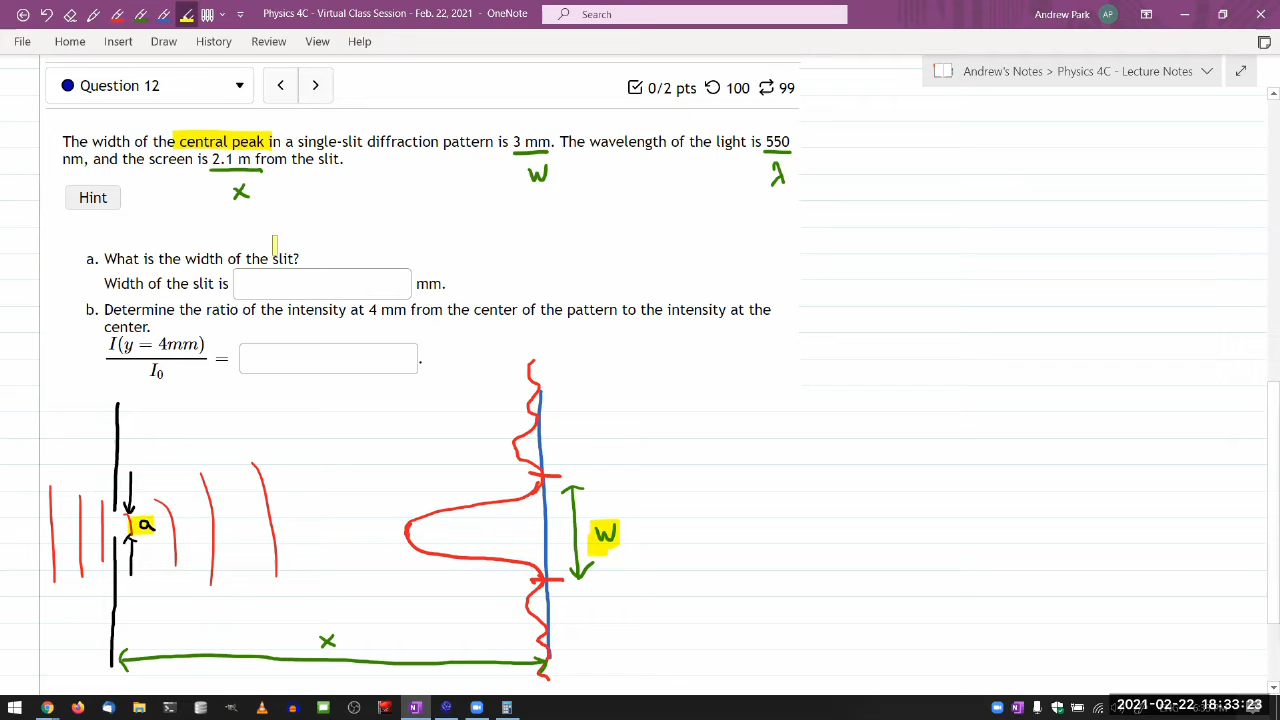 Physics 4C - Virtual Class Session - Feb. 22, 2021 - OneNote
Search
Andrew Park
AP
File Home Insert Draw History Review View Help
Question 12
0/2 pts 100 99
Andrew's Notes > Physics 4C - Lecture Notes
The width of the central peak in a single-slit diffraction pattern is 3 mm. The wavelength of the light is 550
nm, and the screen is 2.1 m from the slit.
w
λ
x
Hint
a. What is the width of the slit?
Width of the slit is mm.
b. Determine the ratio of the intensity at 4 mm from the center of the pattern to the intensity at the
center.
I(y = 4mm)
=
.
I0
a
w
x
2021-02-22 18:33:23